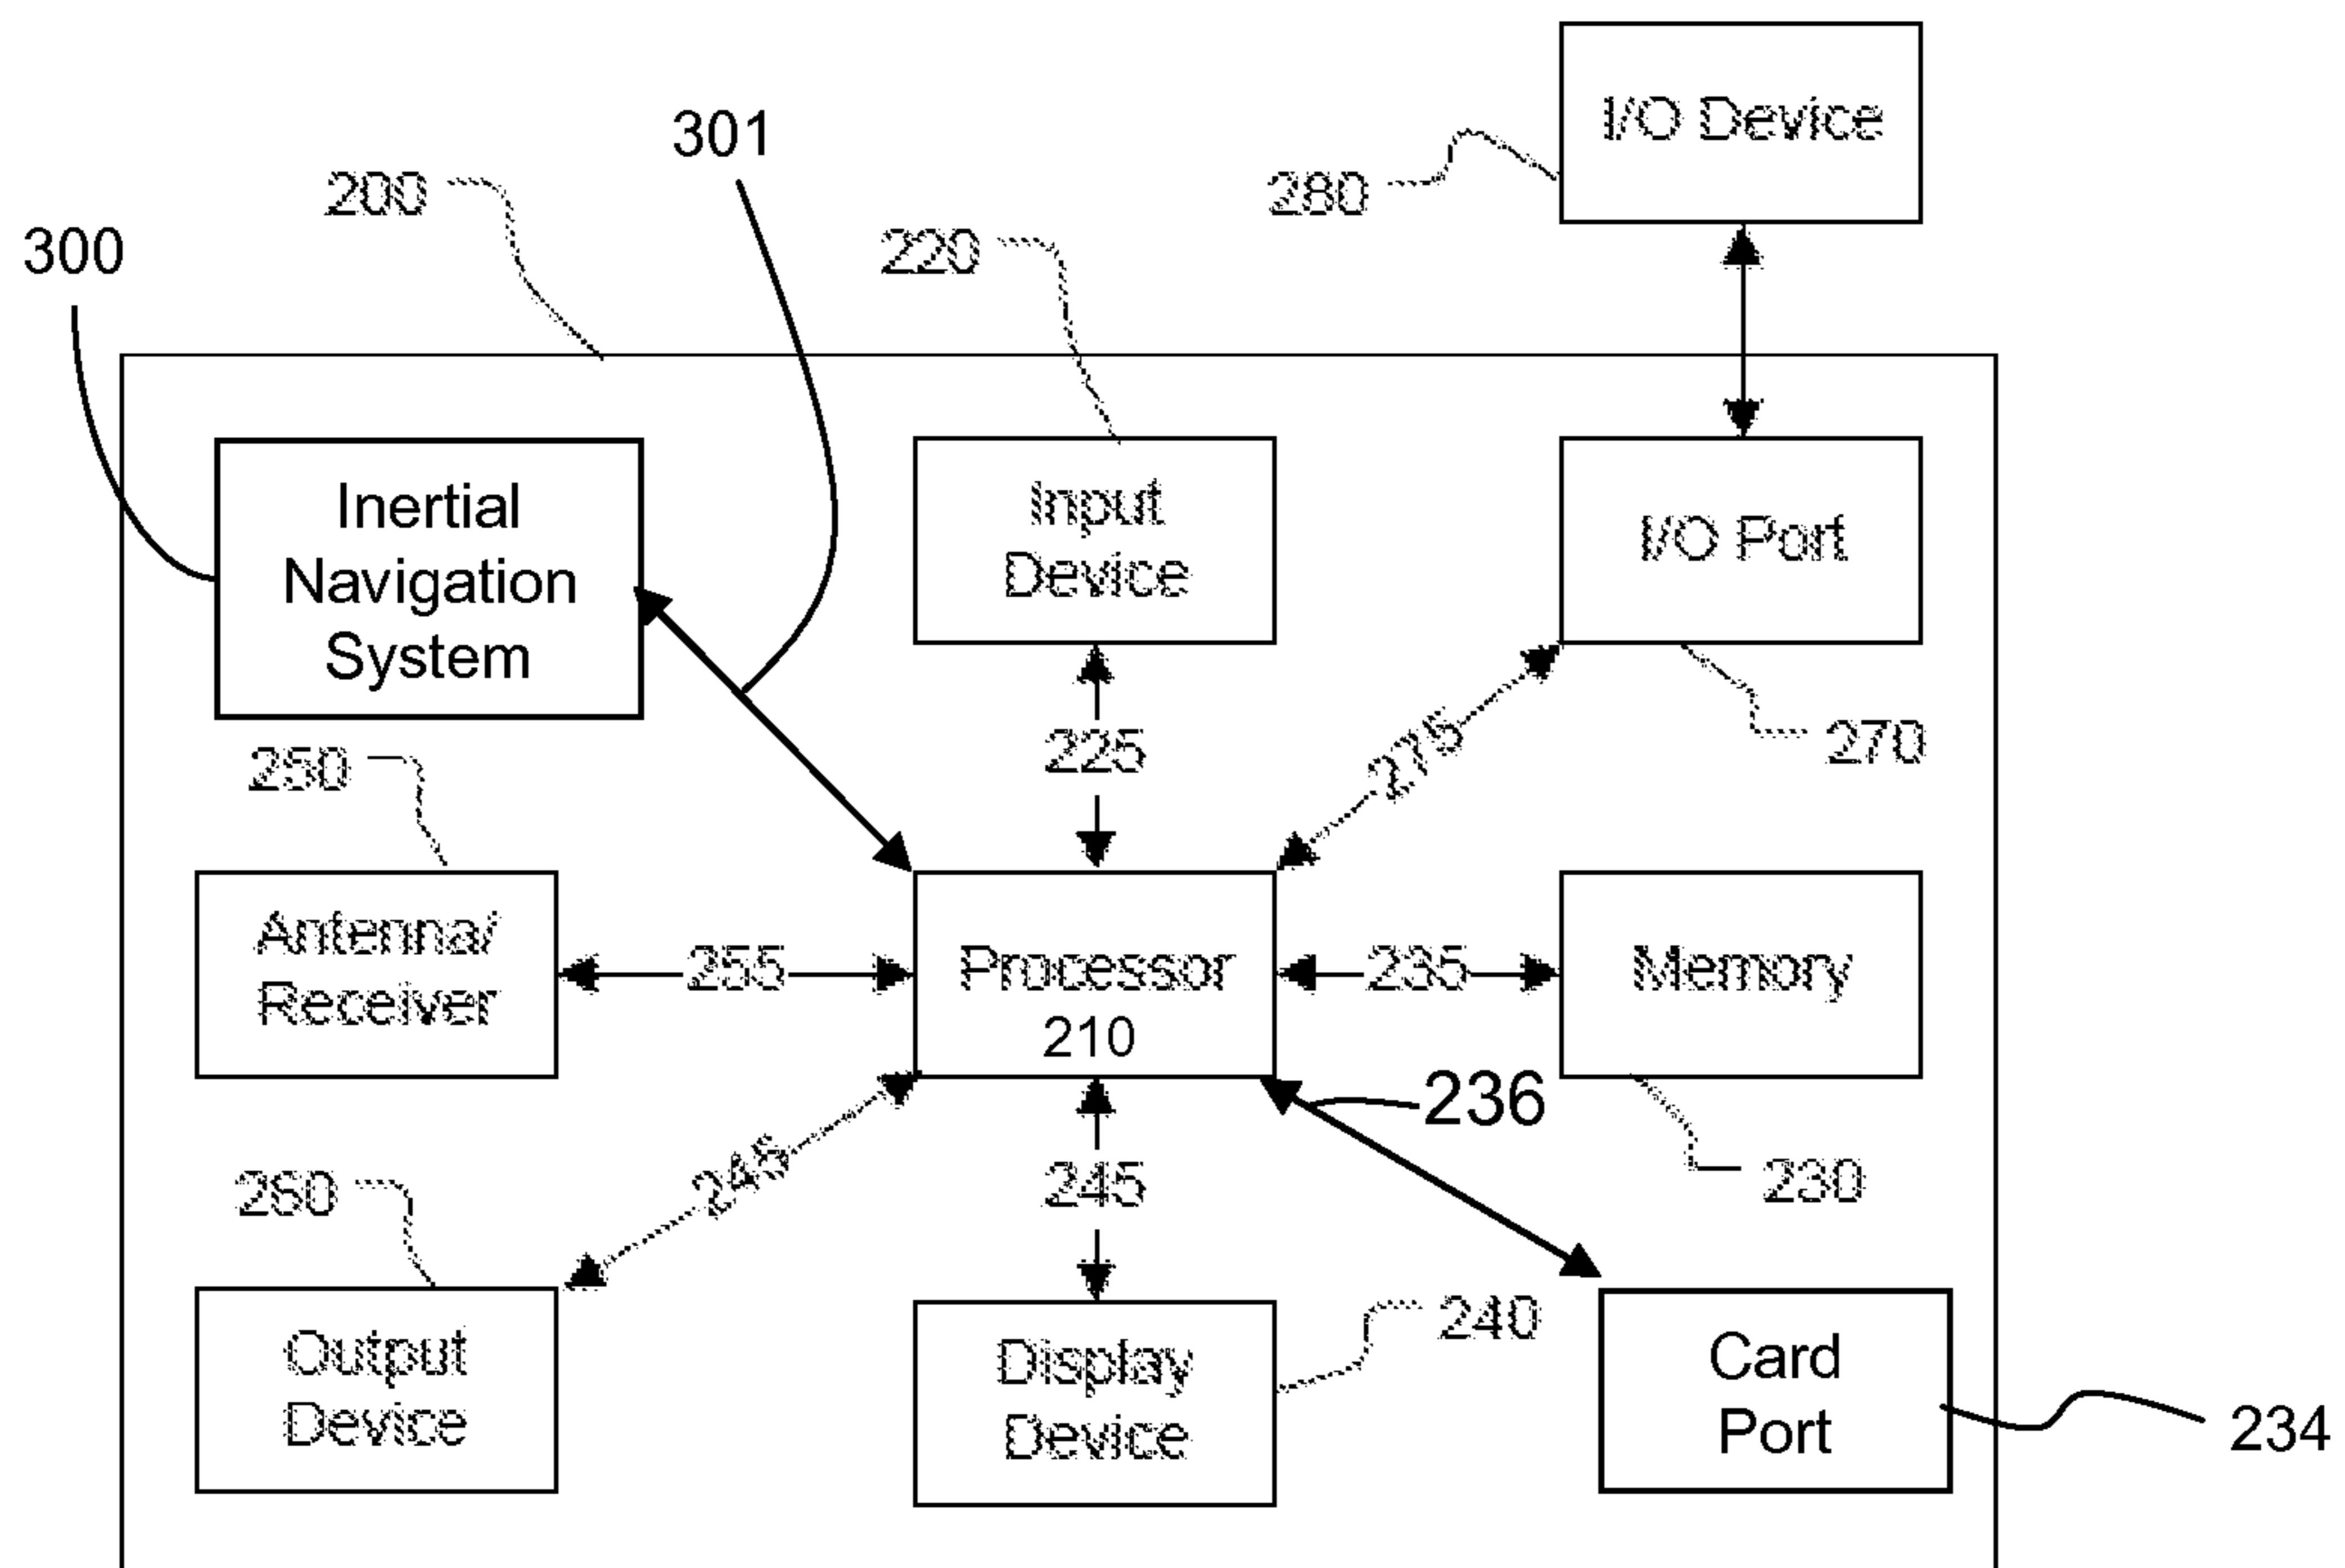 I/O Device
301
200
280
300
220
Inertial
Navigation
System
Input
Device
I/O Port
225
275
270
250
Antenna/
Receiver
255
Processor
210
235
Memory
236
245
245
230
Output
Device
Display
Device
240
Card
Port
234